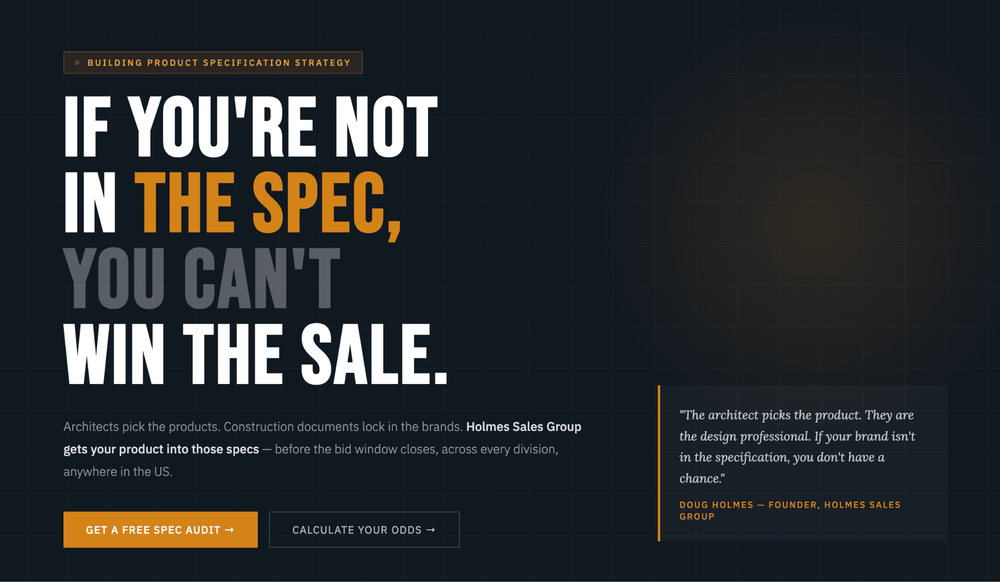 BUILDING PRODUCT SPECIFICATION STRATEGY
IF YOU'RE NOT
IN THE SPEC,
YOU CAN'T
WIN THE SALE.
Architects pick the products. Construction documents lock in the brands. Holmes Sales Group
gets your product into those specs — before the bid window closes, across every division,
anywhere in the US.
GET A FREE SPEC AUDIT →
CALCULATE YOUR ODDS →
"The architect picks the product. They are
the design professional. If your brand isn't
in the specification, you don't have a
chance."
DOUG HOLMES — FOUNDER, HOLMES SALES
GROUP